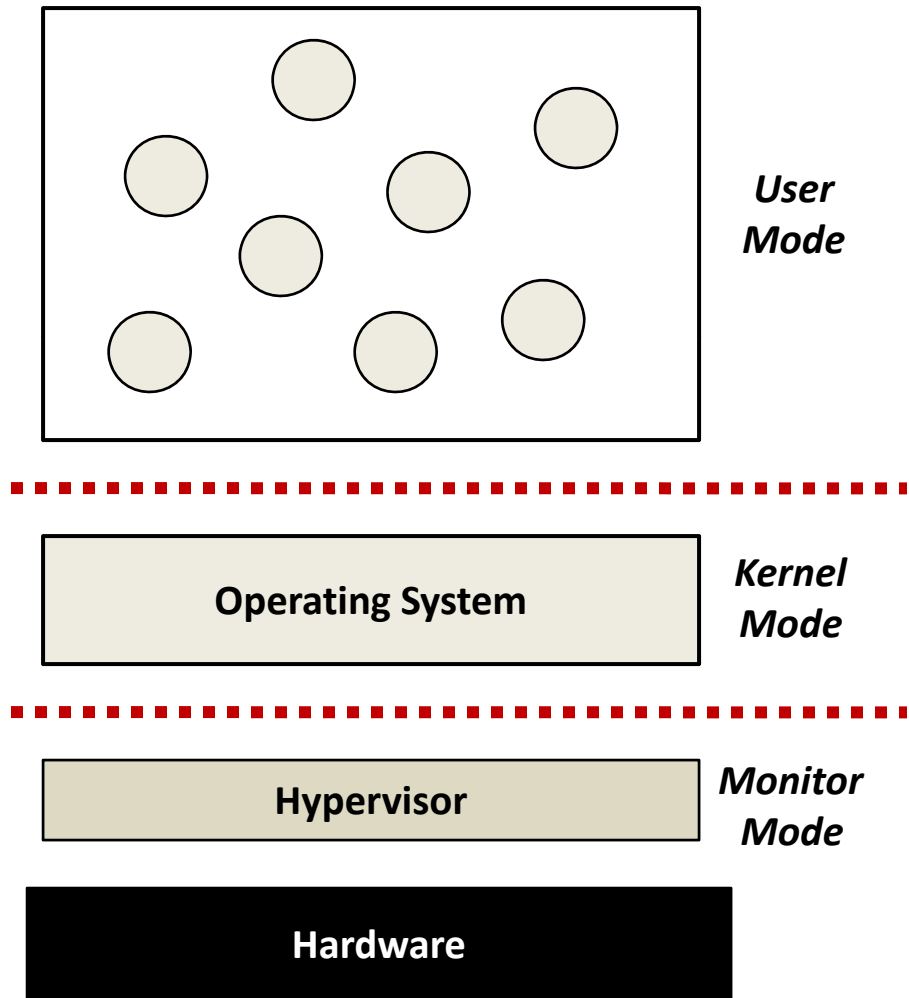 User
Mode
Operating System
Kernel
Mode
Hypervisor
Monitor
Mode
Hardware